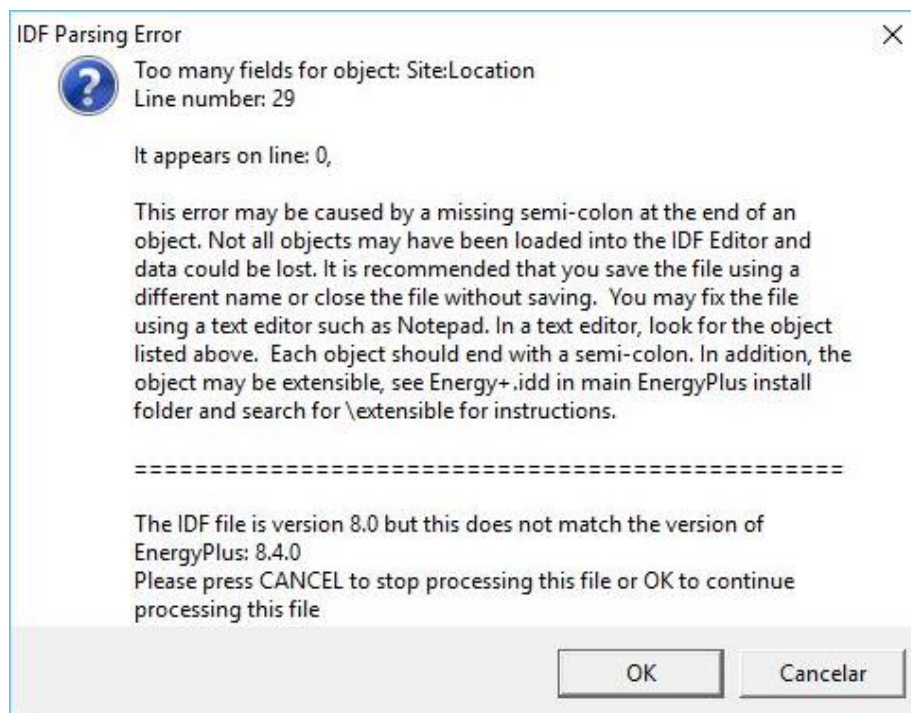 IDF Parsing Error
Too many fields for object: Site:Location
Line number: 29
It appears on line: 0,
This error may be caused by a missing semi-colon at the end of an
object. Not all objects may have been loaded into the IDF Editor and
data could be lost. It is recommended that you save the file using a
different name or close the file without saving.  You may fix the file
using a text editor such as Notepad. In a text editor, look for the object
listed above.  Each object should end with a semi-colon. In addition, the
object may be extensible, see Energy+.idd in main EnergyPlus install
folder and search for \extensible for instructions.
===============================================
The IDF file is version 8.0 but this does not match the version of
EnergyPlus: 8.4.0
Please press CANCEL to stop processing this file or OK to continue
processing this file
OK
Cancelar